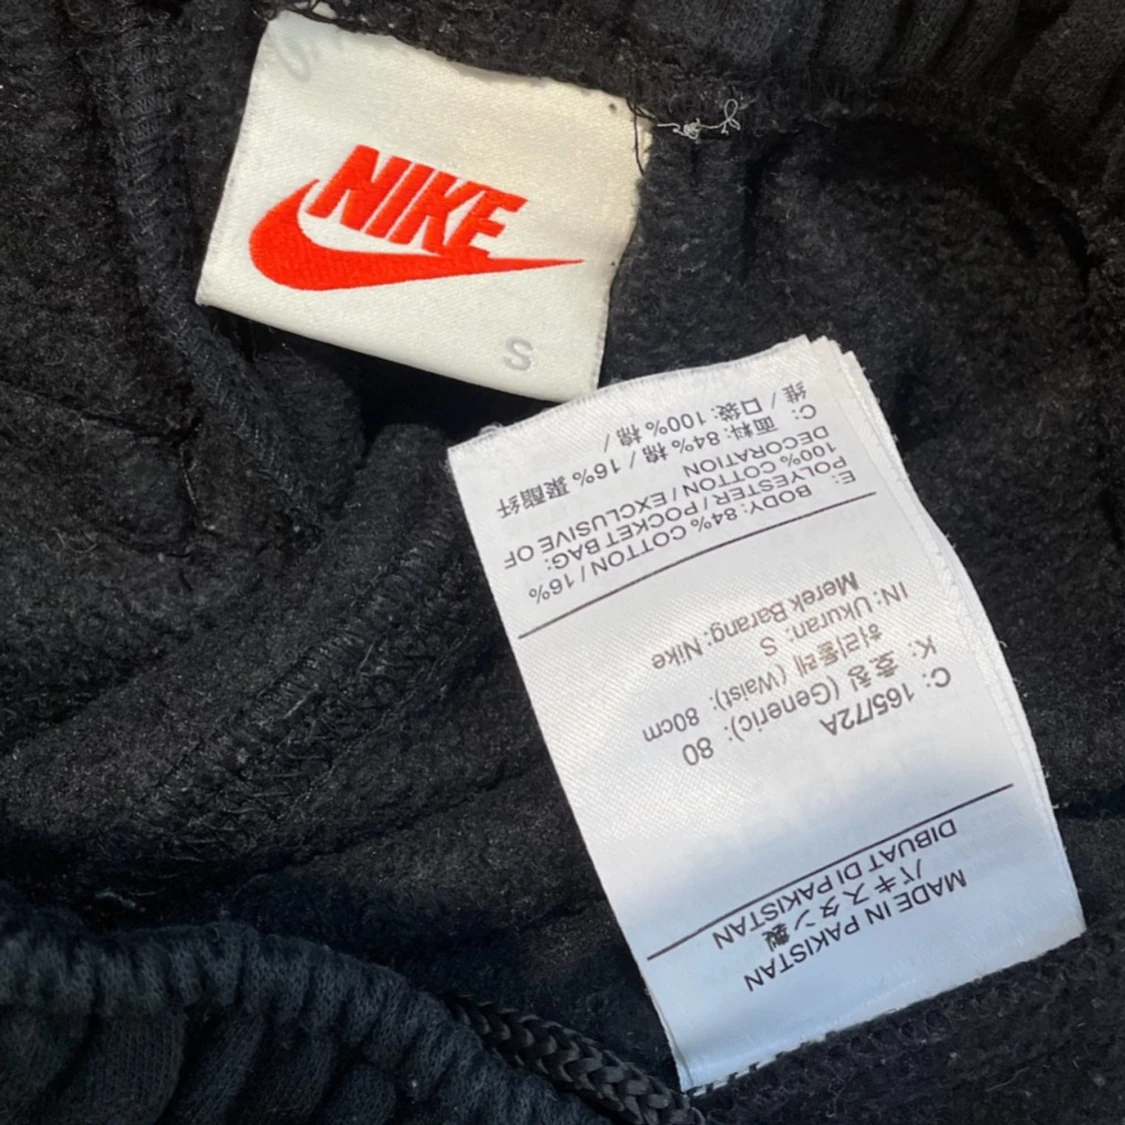 NIKE
S
MADE IN PAKISTAN
パキスタン製
DIBUAT DI PAKISTAN
C: 165/72A
K: 호칭 (Generic): 80
허리둘레 (Waist): 80cm
IN: Ukuran: S
Merek Barang: Nike
E:
BODY: 84% COTTON / 16%
POLYESTER / POCKET BAG:
100% COTTON / EXCLUSIVE OF
DECORATION
C:
面料: 84% 棉 / 16% 聚酯纤
维 / 口袋: 100% 棉 /